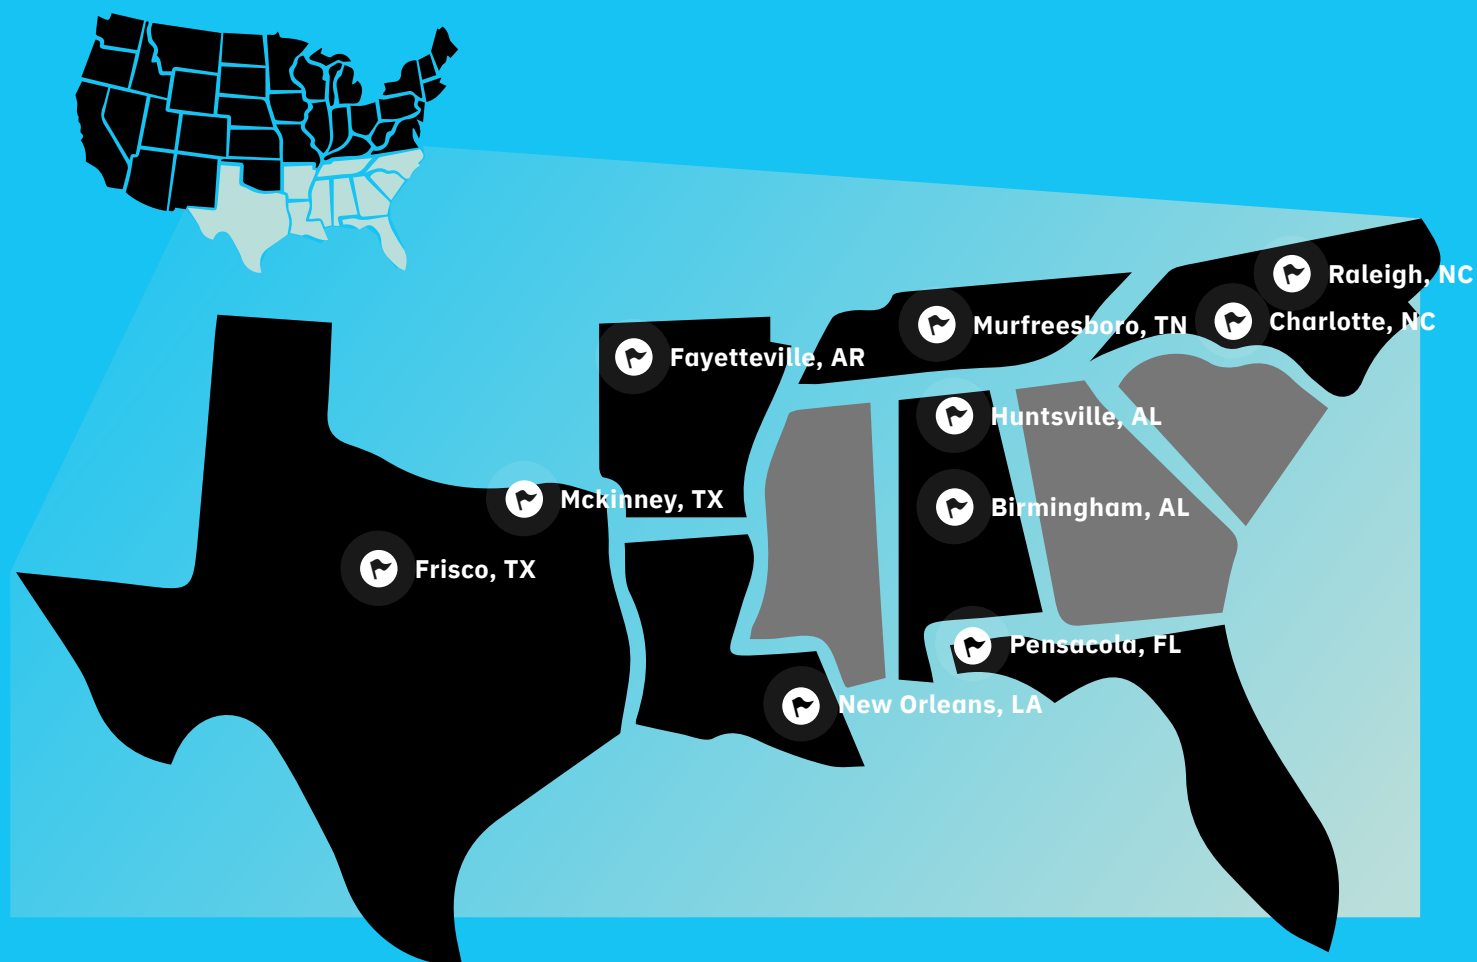 Raleigh, NC
Charlotte, NC
Murfreesboro, TN
Fayetteville, AR
Huntsville, AL
Mckinney, TX
Birmingham, AL
Frisco, TX
Pensacola, FL
New Orleans, LA